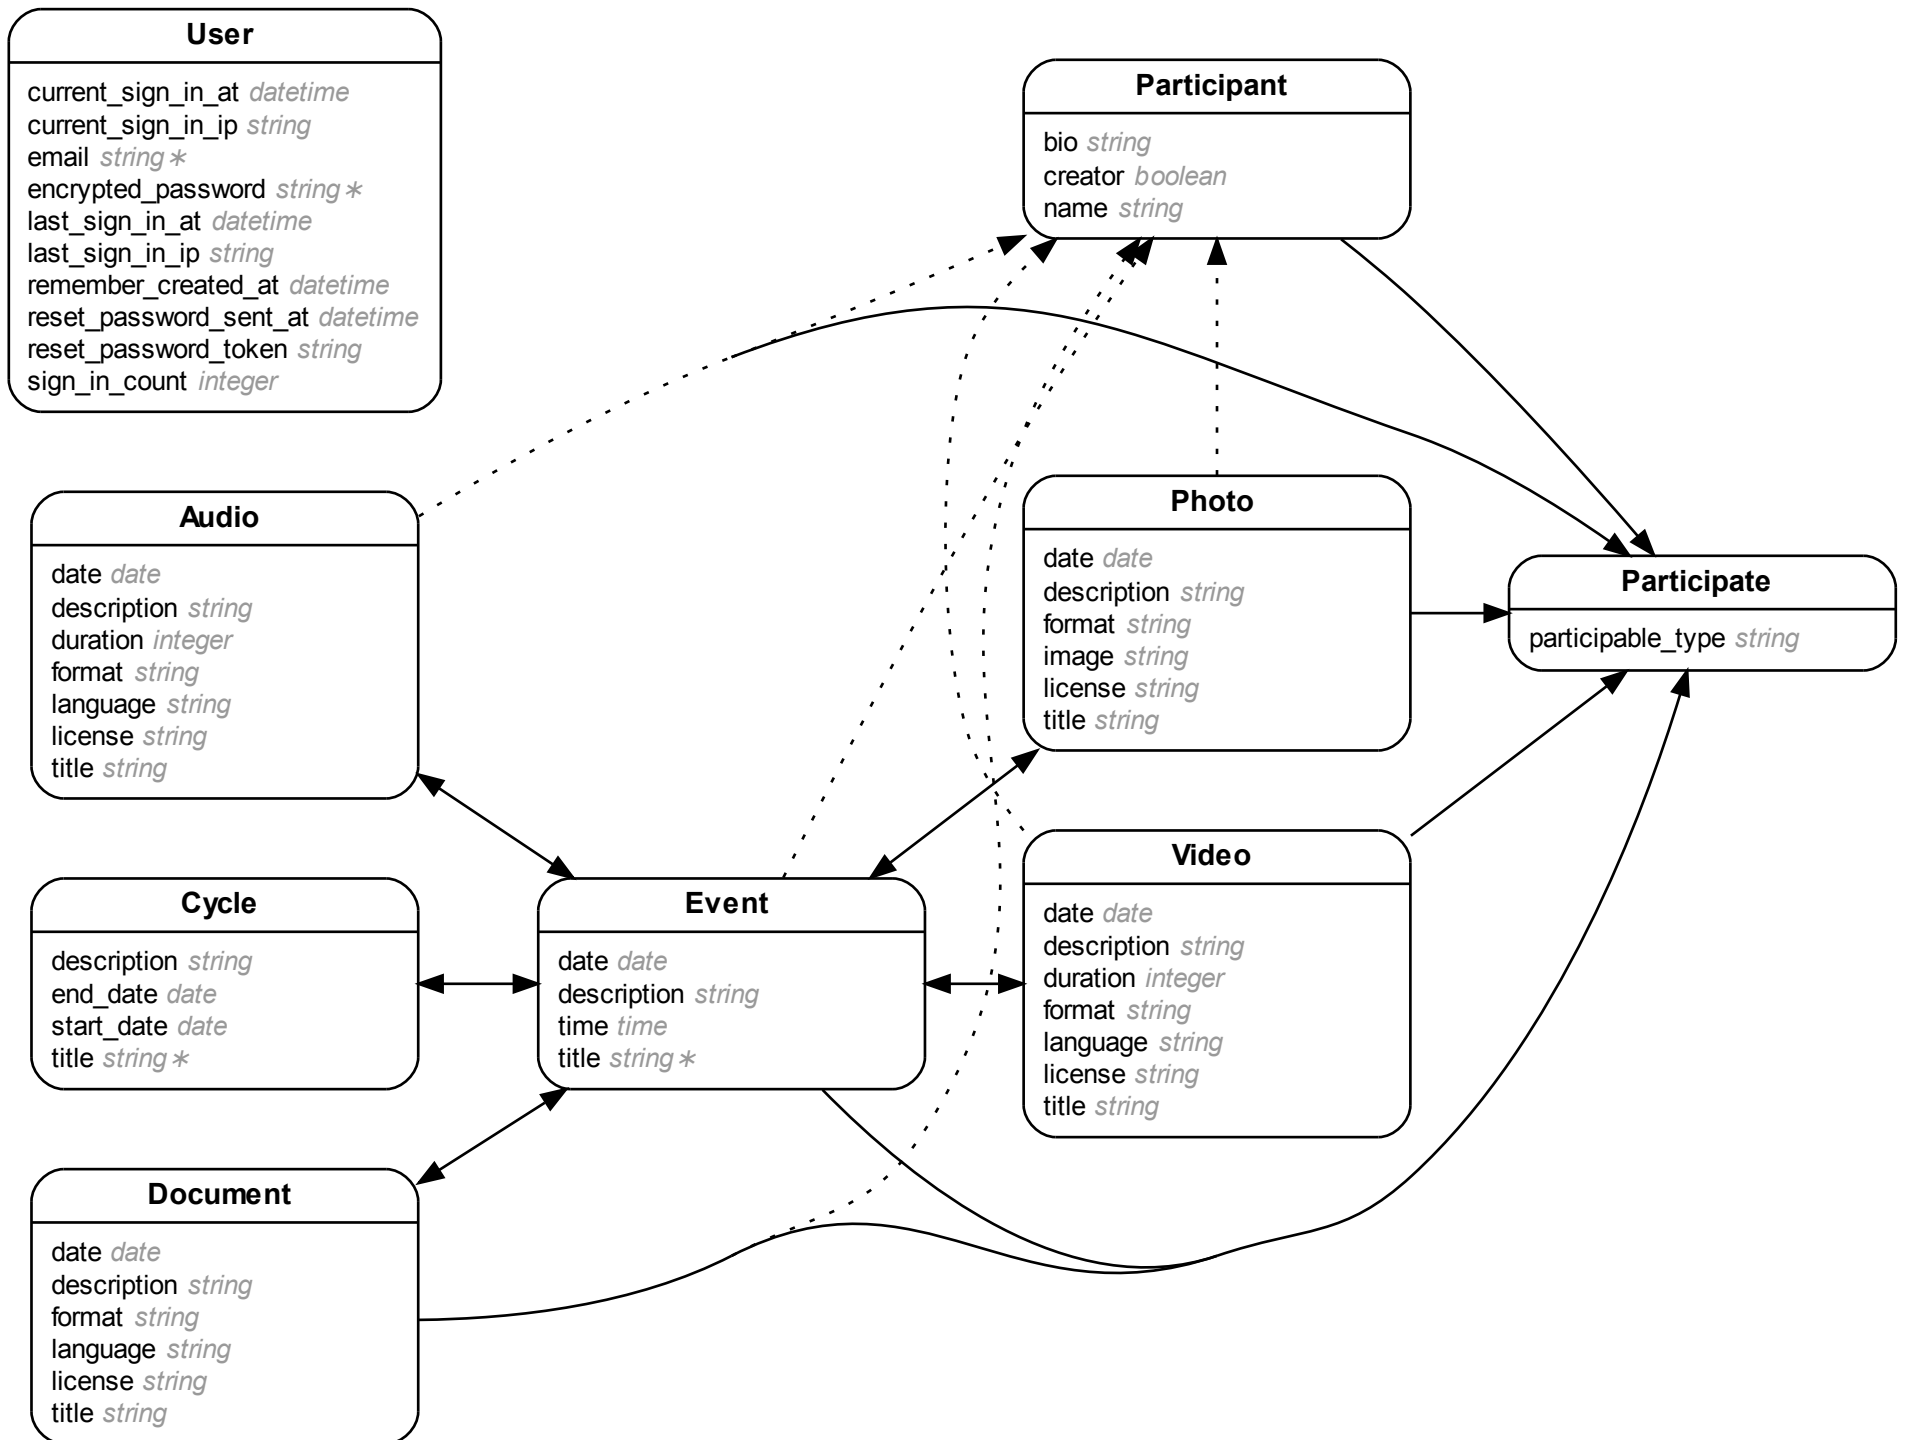 User
current_sign_in_at datetime
current_sign_in_ip string
email string∗
encrypted_password string∗
last_sign_in_at datetime
last_sign_in_ip string
remember_created_at datetime
reset_password_sent_at datetime
reset_password_token string
sign_in_count integer
Participant
bio string
creator boolean
name string
Audio
date date
description string
duration integer
format string
language string
license string
title string
Photo
date date
description string
format string
image string
license string
title string
Participate
participable_type string
Cycle
description string
end_date date
start_date date
title string∗
Event
date date
description string
time time
title string∗
Video
date date
description string
duration integer
format string
language string
license string
title string
Document
date date
description string
format string
language string
license string
title string